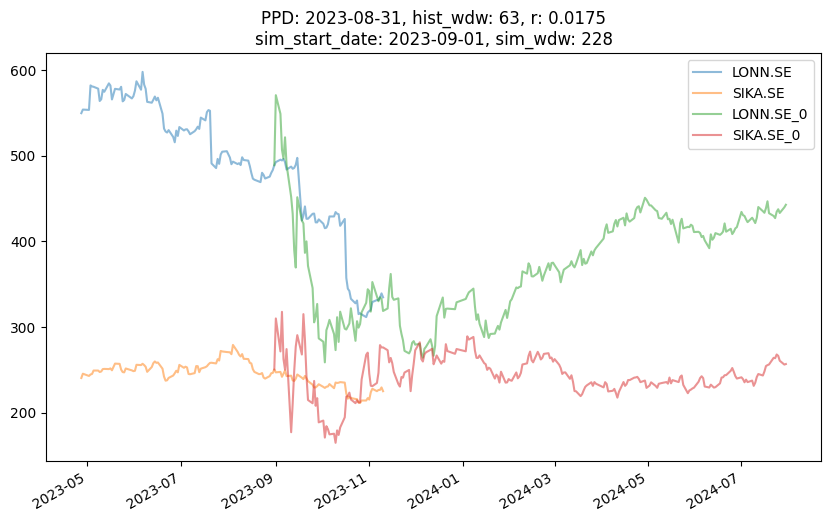 PPD: 2023-08-31, hist_wdw: 63, r: 0.0175
sim_start_date: 2023-09-01, sim_wdw: 228
LONN.SE
SIKA.SE
LONN.SE_0
SIKA.SE_0
600
500
400
300
200
2023-05
2023-07
2023-09
2023-11
2024-01
2024-03
2024-05
2024-07